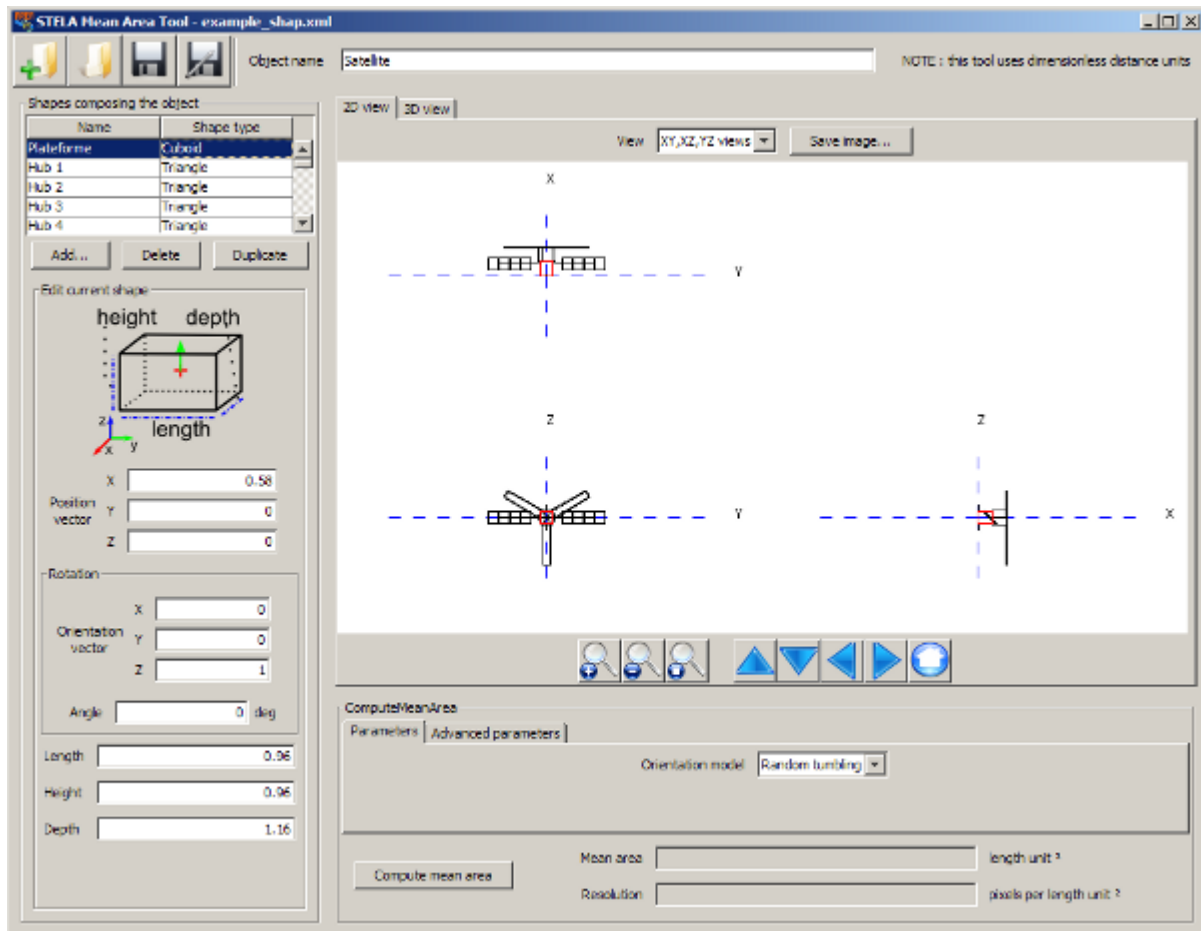 STELA Mean Area Tool - example_shap.xml
Object name Satellite NOTE : this tool uses dimensionless distance units
Shapes composing the object
Name Shape type
Plateforme Cuboid
Hub 1 Triangle
Hub 2 Triangle
Hub 3 Triangle
Hub 4 Triangle
Add... Delete Duplicate
Edit current shape
height depth
length
z
x y
X 0.58
Position vector Y 0
Z 0
Rotation
X 0
Orientation vector Y 0
Z 1
Angle 0 deg
Length 0.96
Height 0.96
Depth 1.16
2D view 3D view
View XY,XZ,YZ views Save image...
X
Y
Z
Y
Z
X
ComputeMeanArea
Parameters Advanced parameters
Orientation model Random tumbling
Compute mean area
Mean area length unit ²
Resolution pixels per length unit ²